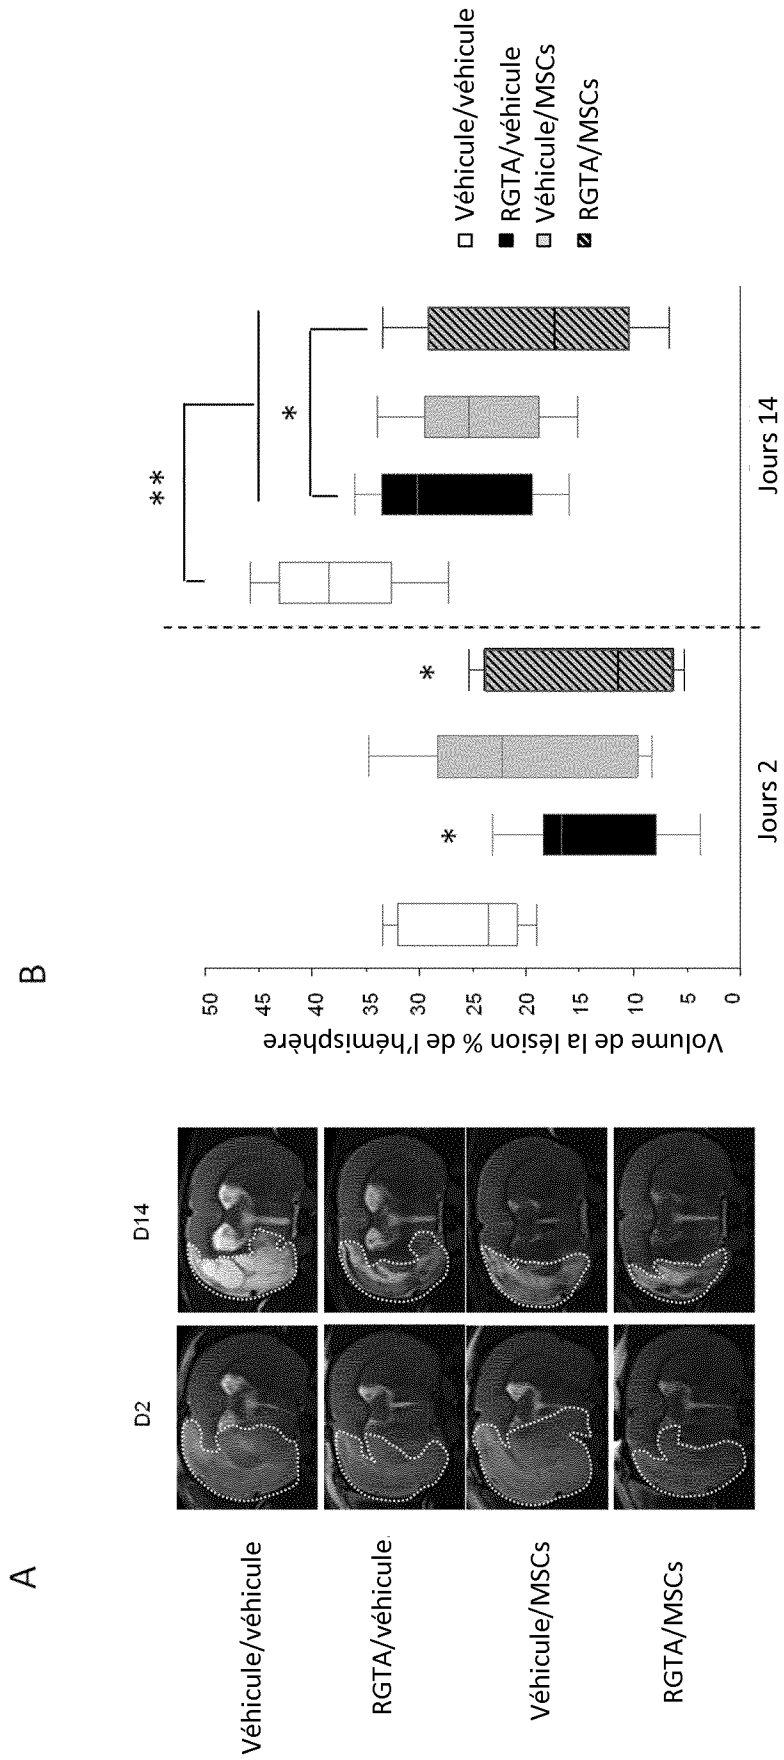 A
D2
D14
Véhicule/véhicule
RGTA/véhicule
Véhicule/MSCs
RGTA/MSCs
B
Volume de la lésion % de l'hémisphère
50
45
40
35
30
25
20
15
10
5
0
*
*
**
*
Jours 2
Jours 14
Véhicule/véhicule
RGTA/véhicule
Véhicule/MSCs
RGTA/MSCs